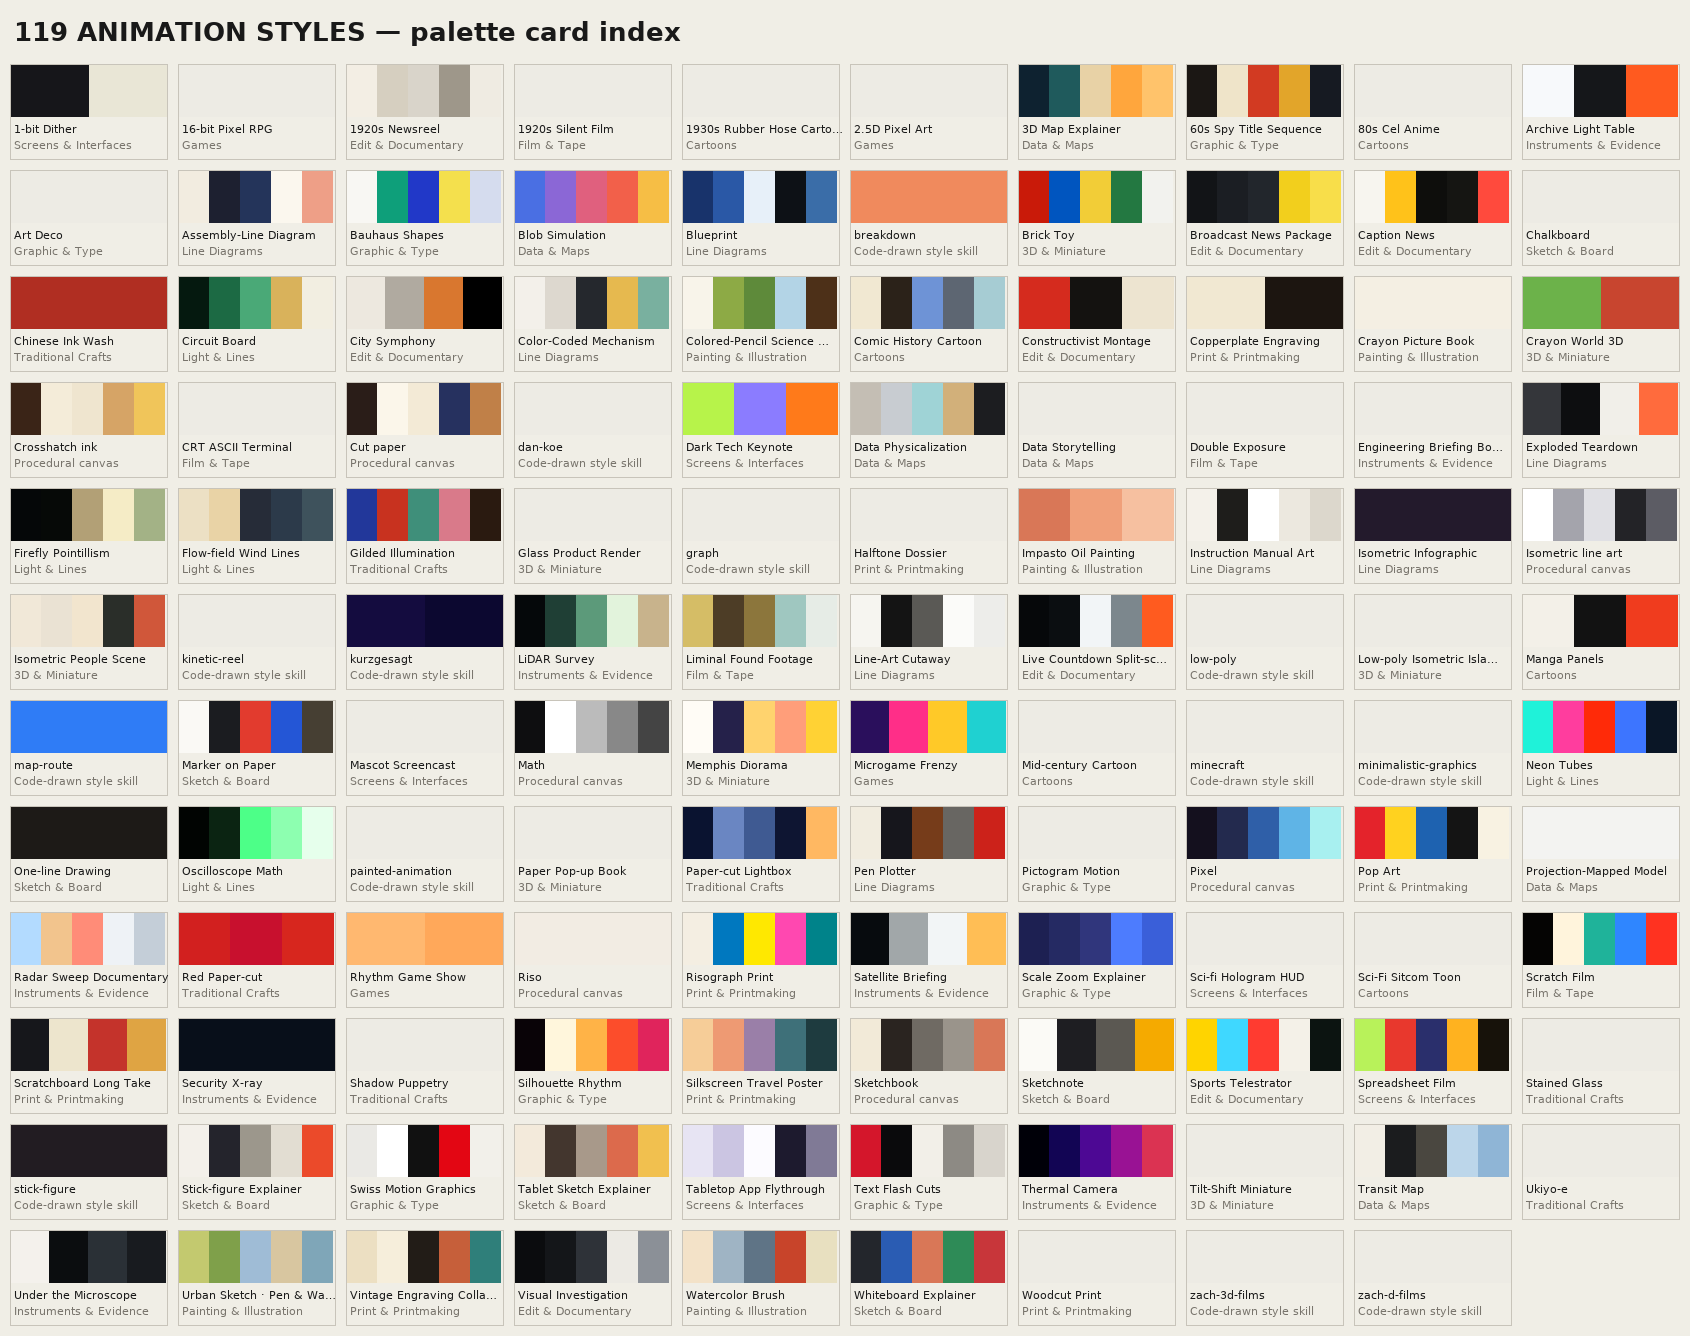 119 ANIMATION STYLES — palette card index
1-bit Dither
Screens & Interfaces
16-bit Pixel RPG
Games
1920s Newsreel
Edit & Documentary
1920s Silent Film
Film & Tape
1930s Rubber Hose Carto...
Cartoons
2.5D Pixel Art
Games
3D Map Explainer
Data & Maps
60s Spy Title Sequence
Graphic & Type
80s Cel Anime
Cartoons
Archive Light Table
Instruments & Evidence
Art Deco
Graphic & Type
Assembly-Line Diagram
Line Diagrams
Bauhaus Shapes
Graphic & Type
Blob Simulation
Data & Maps
Blueprint
Line Diagrams
breakdown
Code-drawn style skill
Brick Toy
3D & Miniature
Broadcast News Package
Edit & Documentary
Caption News
Edit & Documentary
Chalkboard
Sketch & Board
Chinese Ink Wash
Traditional Crafts
Circuit Board
Light & Lines
City Symphony
Edit & Documentary
Color-Coded Mechanism
Line Diagrams
Colored-Pencil Science ...
Painting & Illustration
Comic History Cartoon
Cartoons
Constructivist Montage
Edit & Documentary
Copperplate Engraving
Print & Printmaking
Crayon Picture Book
Painting & Illustration
Crayon World 3D
3D & Miniature
Crosshatch ink
Procedural canvas
CRT ASCII Terminal
Film & Tape
Cut paper
Procedural canvas
dan-koe
Code-drawn style skill
Dark Tech Keynote
Screens & Interfaces
Data Physicalization
Data & Maps
Data Storytelling
Data & Maps
Double Exposure
Film & Tape
Engineering Briefing Bo...
Instruments & Evidence
Exploded Teardown
Line Diagrams
Firefly Pointillism
Light & Lines
Flow-field Wind Lines
Light & Lines
Gilded Illumination
Traditional Crafts
Glass Product Render
3D & Miniature
graph
Code-drawn style skill
Halftone Dossier
Print & Printmaking
Impasto Oil Painting
Painting & Illustration
Instruction Manual Art
Line Diagrams
Isometric Infographic
Line Diagrams
Isometric line art
Procedural canvas
Isometric People Scene
3D & Miniature
kinetic-reel
Code-drawn style skill
kurzgesagt
Code-drawn style skill
LiDAR Survey
Instruments & Evidence
Liminal Found Footage
Film & Tape
Line-Art Cutaway
Line Diagrams
Live Countdown Split-sc...
Edit & Documentary
low-poly
Code-drawn style skill
Low-poly Isometric Isla...
3D & Miniature
Manga Panels
Cartoons
map-route
Code-drawn style skill
Marker on Paper
Sketch & Board
Mascot Screencast
Screens & Interfaces
Math
Procedural canvas
Memphis Diorama
3D & Miniature
Microgame Frenzy
Games
Mid-century Cartoon
Cartoons
minecraft
Code-drawn style skill
minimalistic-graphics
Code-drawn style skill
Neon Tubes
Light & Lines
One-line Drawing
Sketch & Board
Oscilloscope Math
Light & Lines
painted-animation
Code-drawn style skill
Paper Pop-up Book
3D & Miniature
Paper-cut Lightbox
Traditional Crafts
Pen Plotter
Line Diagrams
Pictogram Motion
Graphic & Type
Pixel
Procedural canvas
Pop Art
Print & Printmaking
Projection-Mapped Model
Data & Maps
Radar Sweep Documentary
Instruments & Evidence
Red Paper-cut
Traditional Crafts
Rhythm Game Show
Games
Riso
Procedural canvas
Risograph Print
Print & Printmaking
Satellite Briefing
Instruments & Evidence
Scale Zoom Explainer
Graphic & Type
Sci-fi Hologram HUD
Screens & Interfaces
Sci-Fi Sitcom Toon
Cartoons
Scratch Film
Film & Tape
Scratchboard Long Take
Print & Printmaking
Security X-ray
Instruments & Evidence
Shadow Puppetry
Traditional Crafts
Silhouette Rhythm
Graphic & Type
Silkscreen Travel Poster
Print & Printmaking
Sketchbook
Procedural canvas
Sketchnote
Sketch & Board
Sports Telestrator
Edit & Documentary
Spreadsheet Film
Screens & Interfaces
Stained Glass
Traditional Crafts
stick-figure
Code-drawn style skill
Stick-figure Explainer
Sketch & Board
Swiss Motion Graphics
Graphic & Type
Tablet Sketch Explainer
Sketch & Board
Tabletop App Flythrough
Screens & Interfaces
Text Flash Cuts
Graphic & Type
Thermal Camera
Instruments & Evidence
Tilt-Shift Miniature
3D & Miniature
Transit Map
Data & Maps
Ukiyo-e
Traditional Crafts
Under the Microscope
Instruments & Evidence
Urban Sketch · Pen & Wa...
Painting & Illustration
Vintage Engraving Colla...
Print & Printmaking
Visual Investigation
Edit & Documentary
Watercolor Brush
Painting & Illustration
Whiteboard Explainer
Sketch & Board
Woodcut Print
Print & Printmaking
zach-3d-films
Code-drawn style skill
zach-d-films
Code-drawn style skill